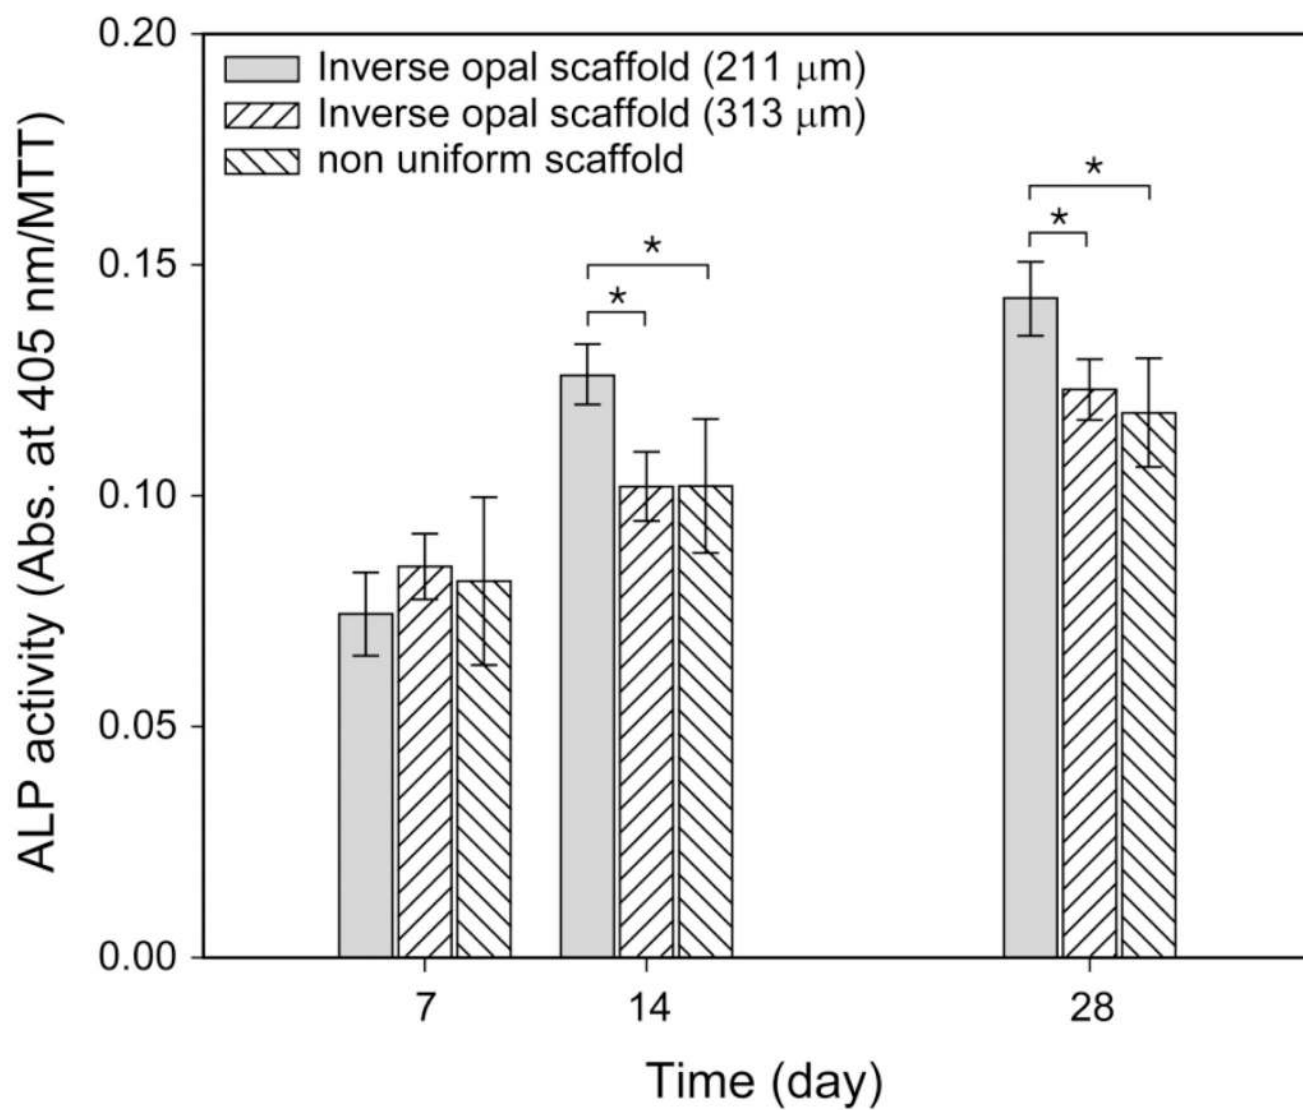 0.20
Inverse opal scaffold (211 μm)
Inverse opal scaffold (313 μm)
non uniform scaffold
*
*
0.15
*
*
0.10
0.05
0.00
7
14
28
Time (day)
ALP activity (Abs. at 405 nm/MTT)